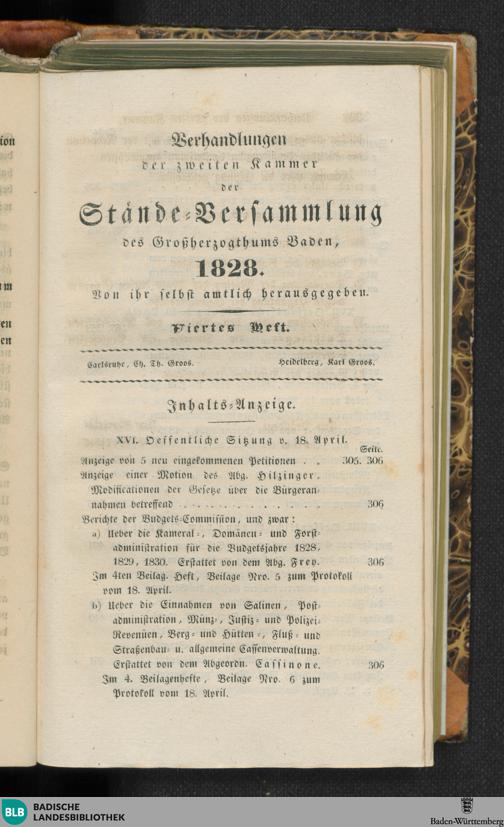 Verhandlungen
der zweiten Kammer
der
Stände-Versammlung
des Großherzogthums Baden,
1828.
Von ihr selbst amtlich herausgegeben.
Viertes Heft.
Carlsruhe, Ch. Th. Groos. Heidelberg, Karl Groos.
Inhalts-Anzeige.
XVI. Oeffentliche Sitzung v. 18. April.
Seite.
Anzeige von 5 neu eingekommenen Petitionen . . 305. 306
Anzeige einer Motion des Abg. Hilzinger,
Modificationen der Gesetze über die Bürgeran-
nahmen betreffend . . . . . . . . . . 306
Berichte der Budgets-Commission, und zwar:
a) Ueber die Kameral-, Domänen- und Forst-
administration für die Budgetsjahre 1828,
1829, 1830. Erstattet von dem Abg. Frey. 306
Im 4ten Beilag. Heft, Beilage Nro. 5 zum Protokoll
vom 18. April.
b) Ueber die Einnahmen von Salinen, Post-
administration, Münz-, Justiz- und Polizei-
Revenüen, Berg- und Hütten-, Fluß- und
Straßenbau- u. allgemeine Cassenverwaltung.
Erstattet von dem Abgeordn. Cassinone. 306
Im 4. Beilagenhefte, Beilage Nro. 6 zum
Protokoll vom 18. April.
ion
m
en
en
BLB BADISCHE
LANDESBIBLIOTHEK
Baden-Württemberg